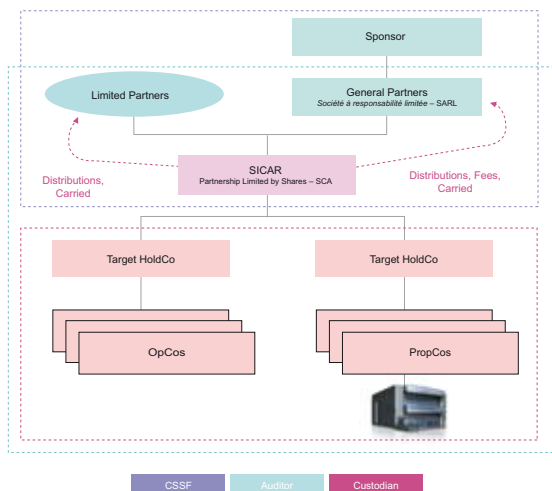 Sponsor
Limited Partners
General Partners
Société à responsabilité limitée – SARL
SICAR
Partnership Limited by Shares – SCA
Distributions,
Carried
Distributions, Fees,
Carried
Target HoldCo
Target HoldCo
OpCos
PropCos
CSSF
Auditor
Custodian